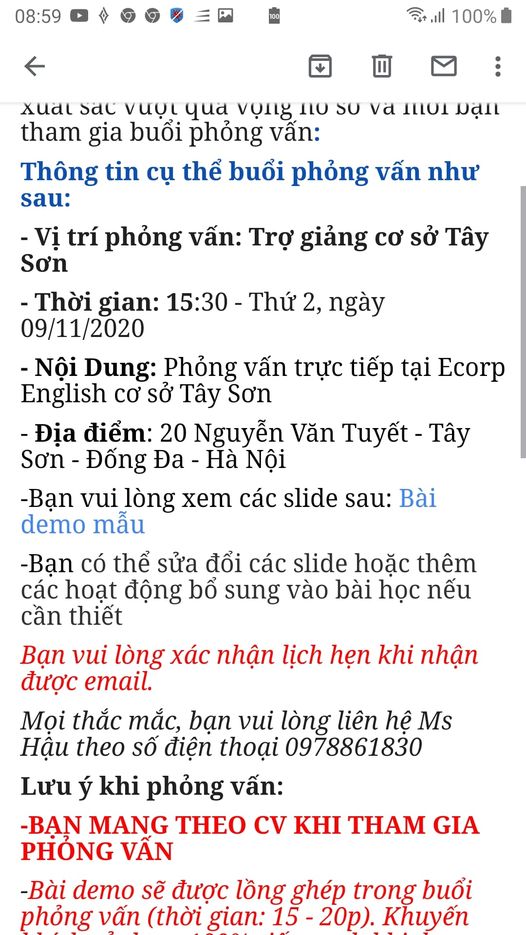 08:59
100
100%
xuất sắc vượt qua vọng hồ sơ và mời bạn
tham gia buổi phỏng vấn:
Thông tin cụ thể buổi phỏng vấn như
sau:
- Vị trí phỏng vấn: Trợ giảng cơ sở Tây
Sơn
- Thời gian: 15:30 - Thứ 2, ngày
09/11/2020
- Nội Dung: Phỏng vấn trực tiếp tại Ecorp
English cơ sở Tây Sơn
- Địa điểm: 20 Nguyễn Văn Tuyết - Tây
Sơn - Đống Đa - Hà Nội
-Bạn vui lòng xem các slide sau: Bài
demo mẫu
-Bạn có thể sửa đổi các slide hoặc thêm
các hoạt động bổ sung vào bài học nếu
cần thiết
Bạn vui lòng xác nhận lịch hẹn khi nhận
được email.
Mọi thắc mắc, bạn vui lòng liên hệ Ms
Hậu theo số điện thoại 0978861830
Lưu ý khi phỏng vấn:
-BẠN MANG THEO CV KHI THAM GIA
PHỎNG VẤN
-Bài demo sẽ được lồng ghép trong buổi
phỏng vấn (thời gian: 15 - 20p). Khuyến